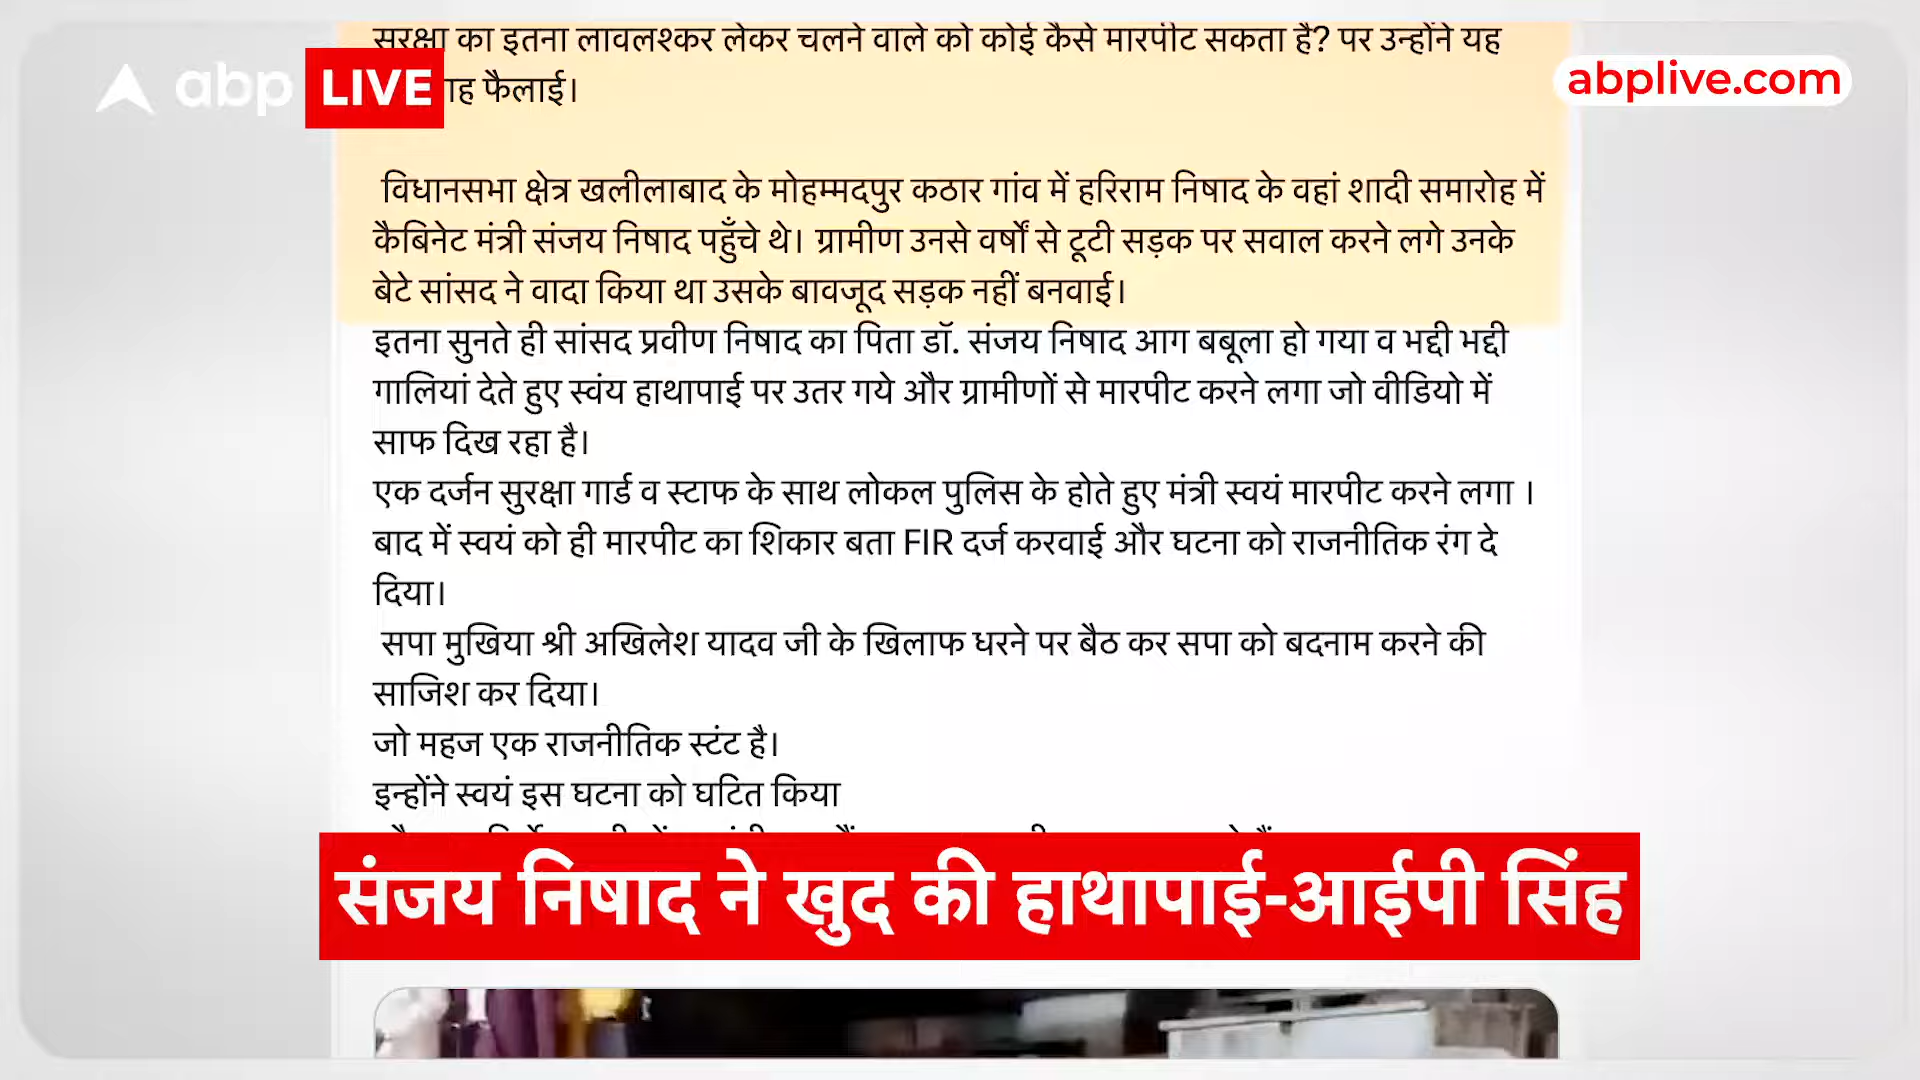 सुरक्षा का इतना लावलश्कर लेकर चलने वाले को कोई कैसे मारपीट सकता है? पर उन्होंने यह
abp LIVE
फैलाई।
abplive.com
विधानसभा क्षेत्र खलीलाबाद के मोहम्मदपुर कठार गांव में हरिराम निषाद के वहां शादी समारोह में
कैबिनेट मंत्री संजय निषाद पहुँचे थे। ग्रामीण उनसे वर्षों से टूटी सड़क पर सवाल करने लगे उनके
बेटे सांसद ने वादा किया था उसके बावजूद सड़क नहीं बनवाई।
इतना सुनते ही सांसद प्रवीण निषाद का पिता डॉ. संजय निषाद आग बबूला हो गया व भद्दी भद्दी
गालियां देते हुए स्वंय हाथापाई पर उतर गये और ग्रामीणों से मारपीट करने लगा जो वीडियो में
साफ दिख रहा है।
एक दर्जन सुरक्षा गार्ड व स्टाफ के साथ लोकल पुलिस के होते हुए मंत्री स्वयं मारपीट करने लगा ।
बाद में स्वयं को ही मारपीट का शिकार बता FIR दर्ज करवाई और घटना को राजनीतिक रंग दे
दिया।
सपा मुखिया श्री अखिलेश यादव जी के खिलाफ धरने पर बैठ कर सपा को बदनाम करने की
साजिश कर दिया।
जो महज एक राजनीतिक स्टंट है।
इन्होंने स्वयं इस घटना को घटित किया
संजय निषाद ने खुद की हाथापाई-आईपी सिंह